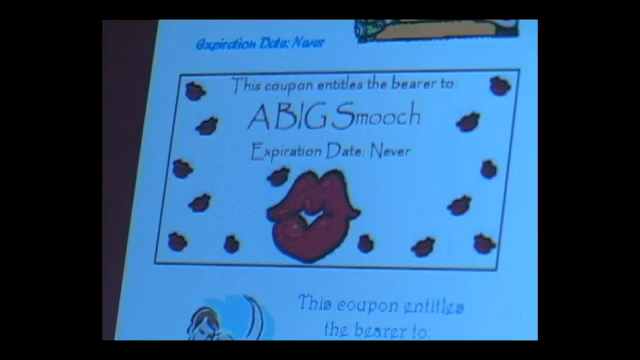 Expiration Date: Never
This coupon entitles the bearer to:
A BIG Smooch
Expiration Date: Never
This coupon entitles
the bearer to: